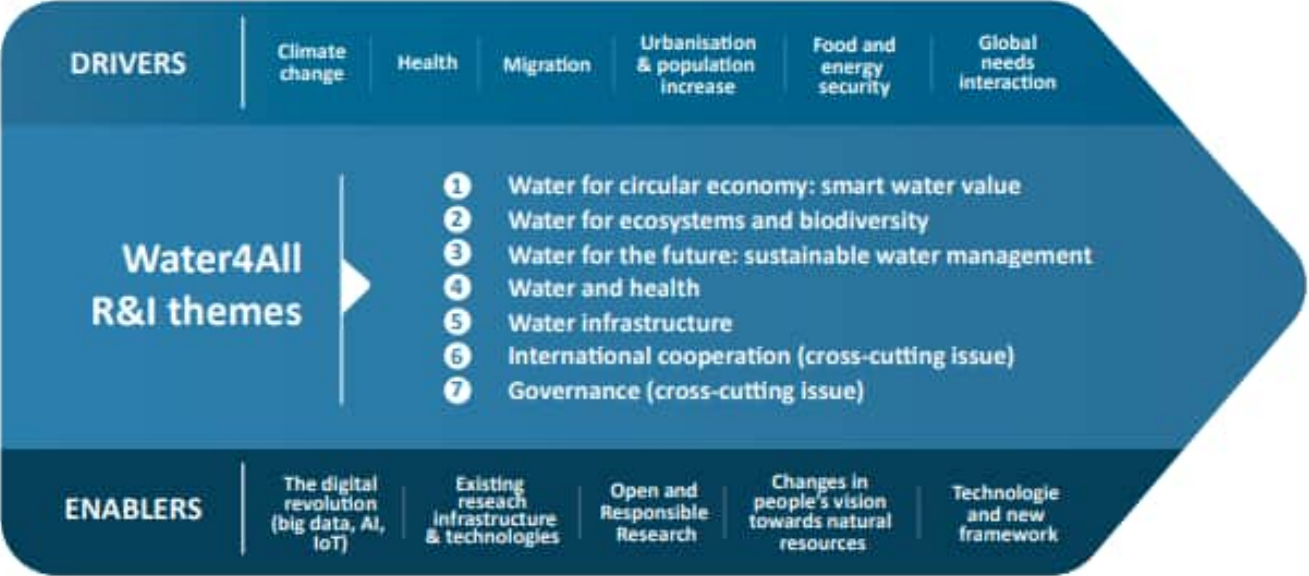 DRIVERS
Climate
change
Health
Migration
Urbanisation
& population
increase
Food and
energy
security
Global
needs
interaction
Water4All
R&I themes
1 Water for circular economy: smart water value
2 Water for ecosystems and biodiversity
3 Water for the future: sustainable water management
4 Water and health
5 Water infrastructure
6 International cooperation (cross-cutting issue)
7 Governance (cross-cutting issue)
ENABLERS
The digital
revolution
(big data, AI,
IoT)
Existing
reseach
infrastructure
& technologies
Open and
Responsible
Research
Changes in
people's vision
towards natural
resources
Technologie
and new
framework